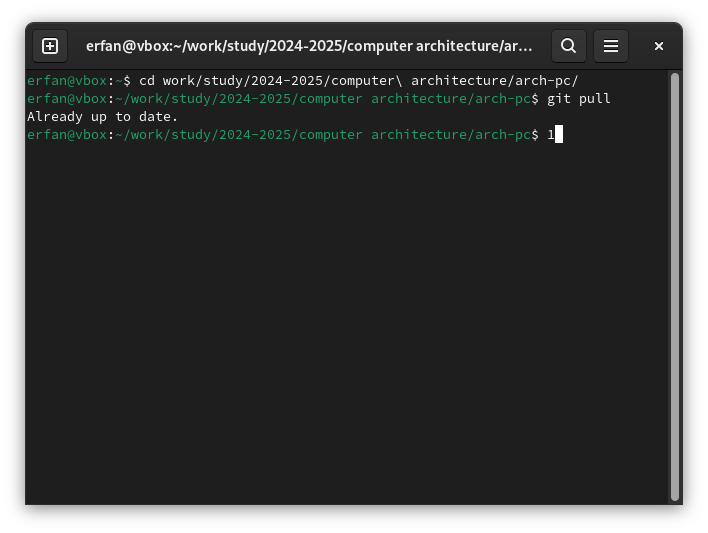 erfan@vbox:~/work/study/2024-2025/computer architecture/ar...
erfan@vbox:~$ cd work/study/2024-2025/computer\ architecture/arch-pc/
erfan@vbox:~/work/study/2024-2025/computer architecture/arch-pc$ git pull
Already up to date.
erfan@vbox:~/work/study/2024-2025/computer architecture/arch-pc$ 1